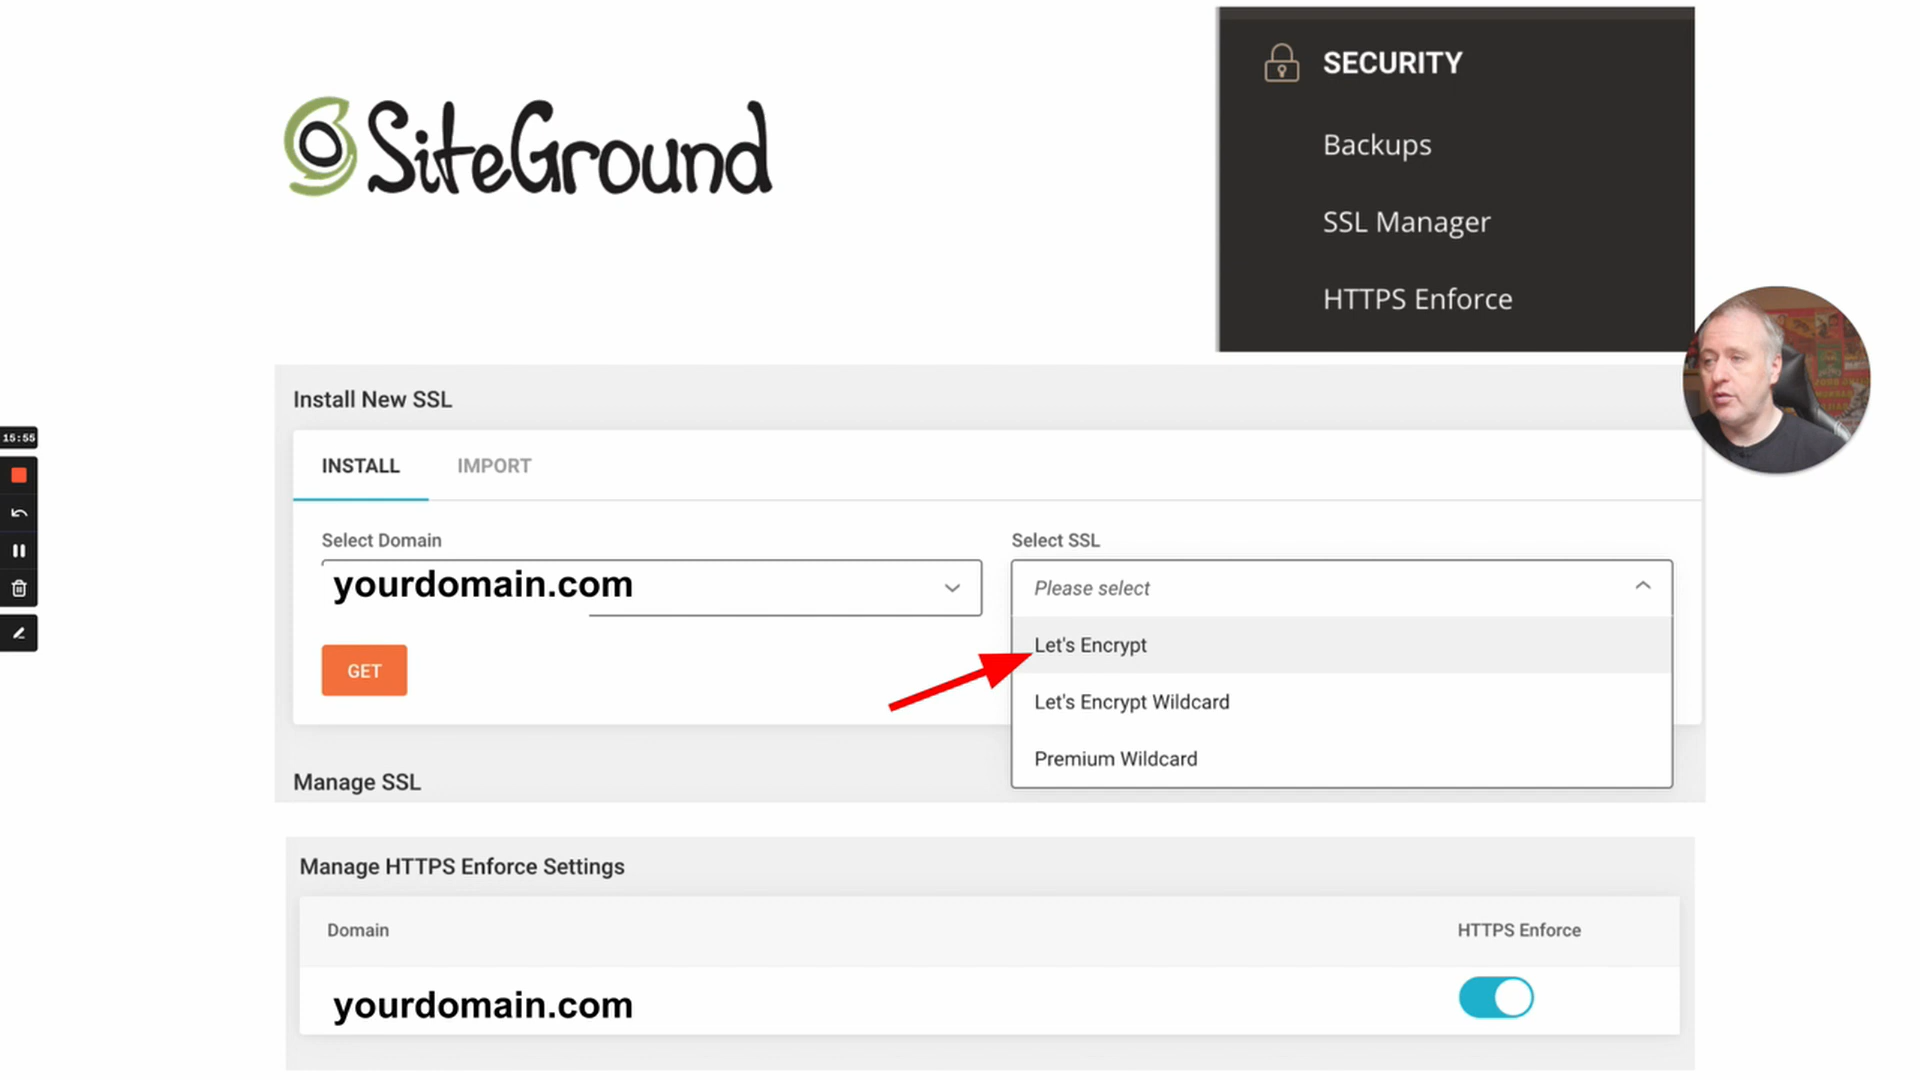 SiteGround
SECURITY
Backups
SSL Manager
HTTPS Enforce
Install New SSL
INSTALL IMPORT
Select Domain Select SSL
yourdomain.com Please select
Let's Encrypt
GET
Let's Encrypt Wildcard
Premium Wildcard
Manage SSL
15:55
Manage HTTPS Enforce Settings
Domain HTTPS Enforce
yourdomain.com